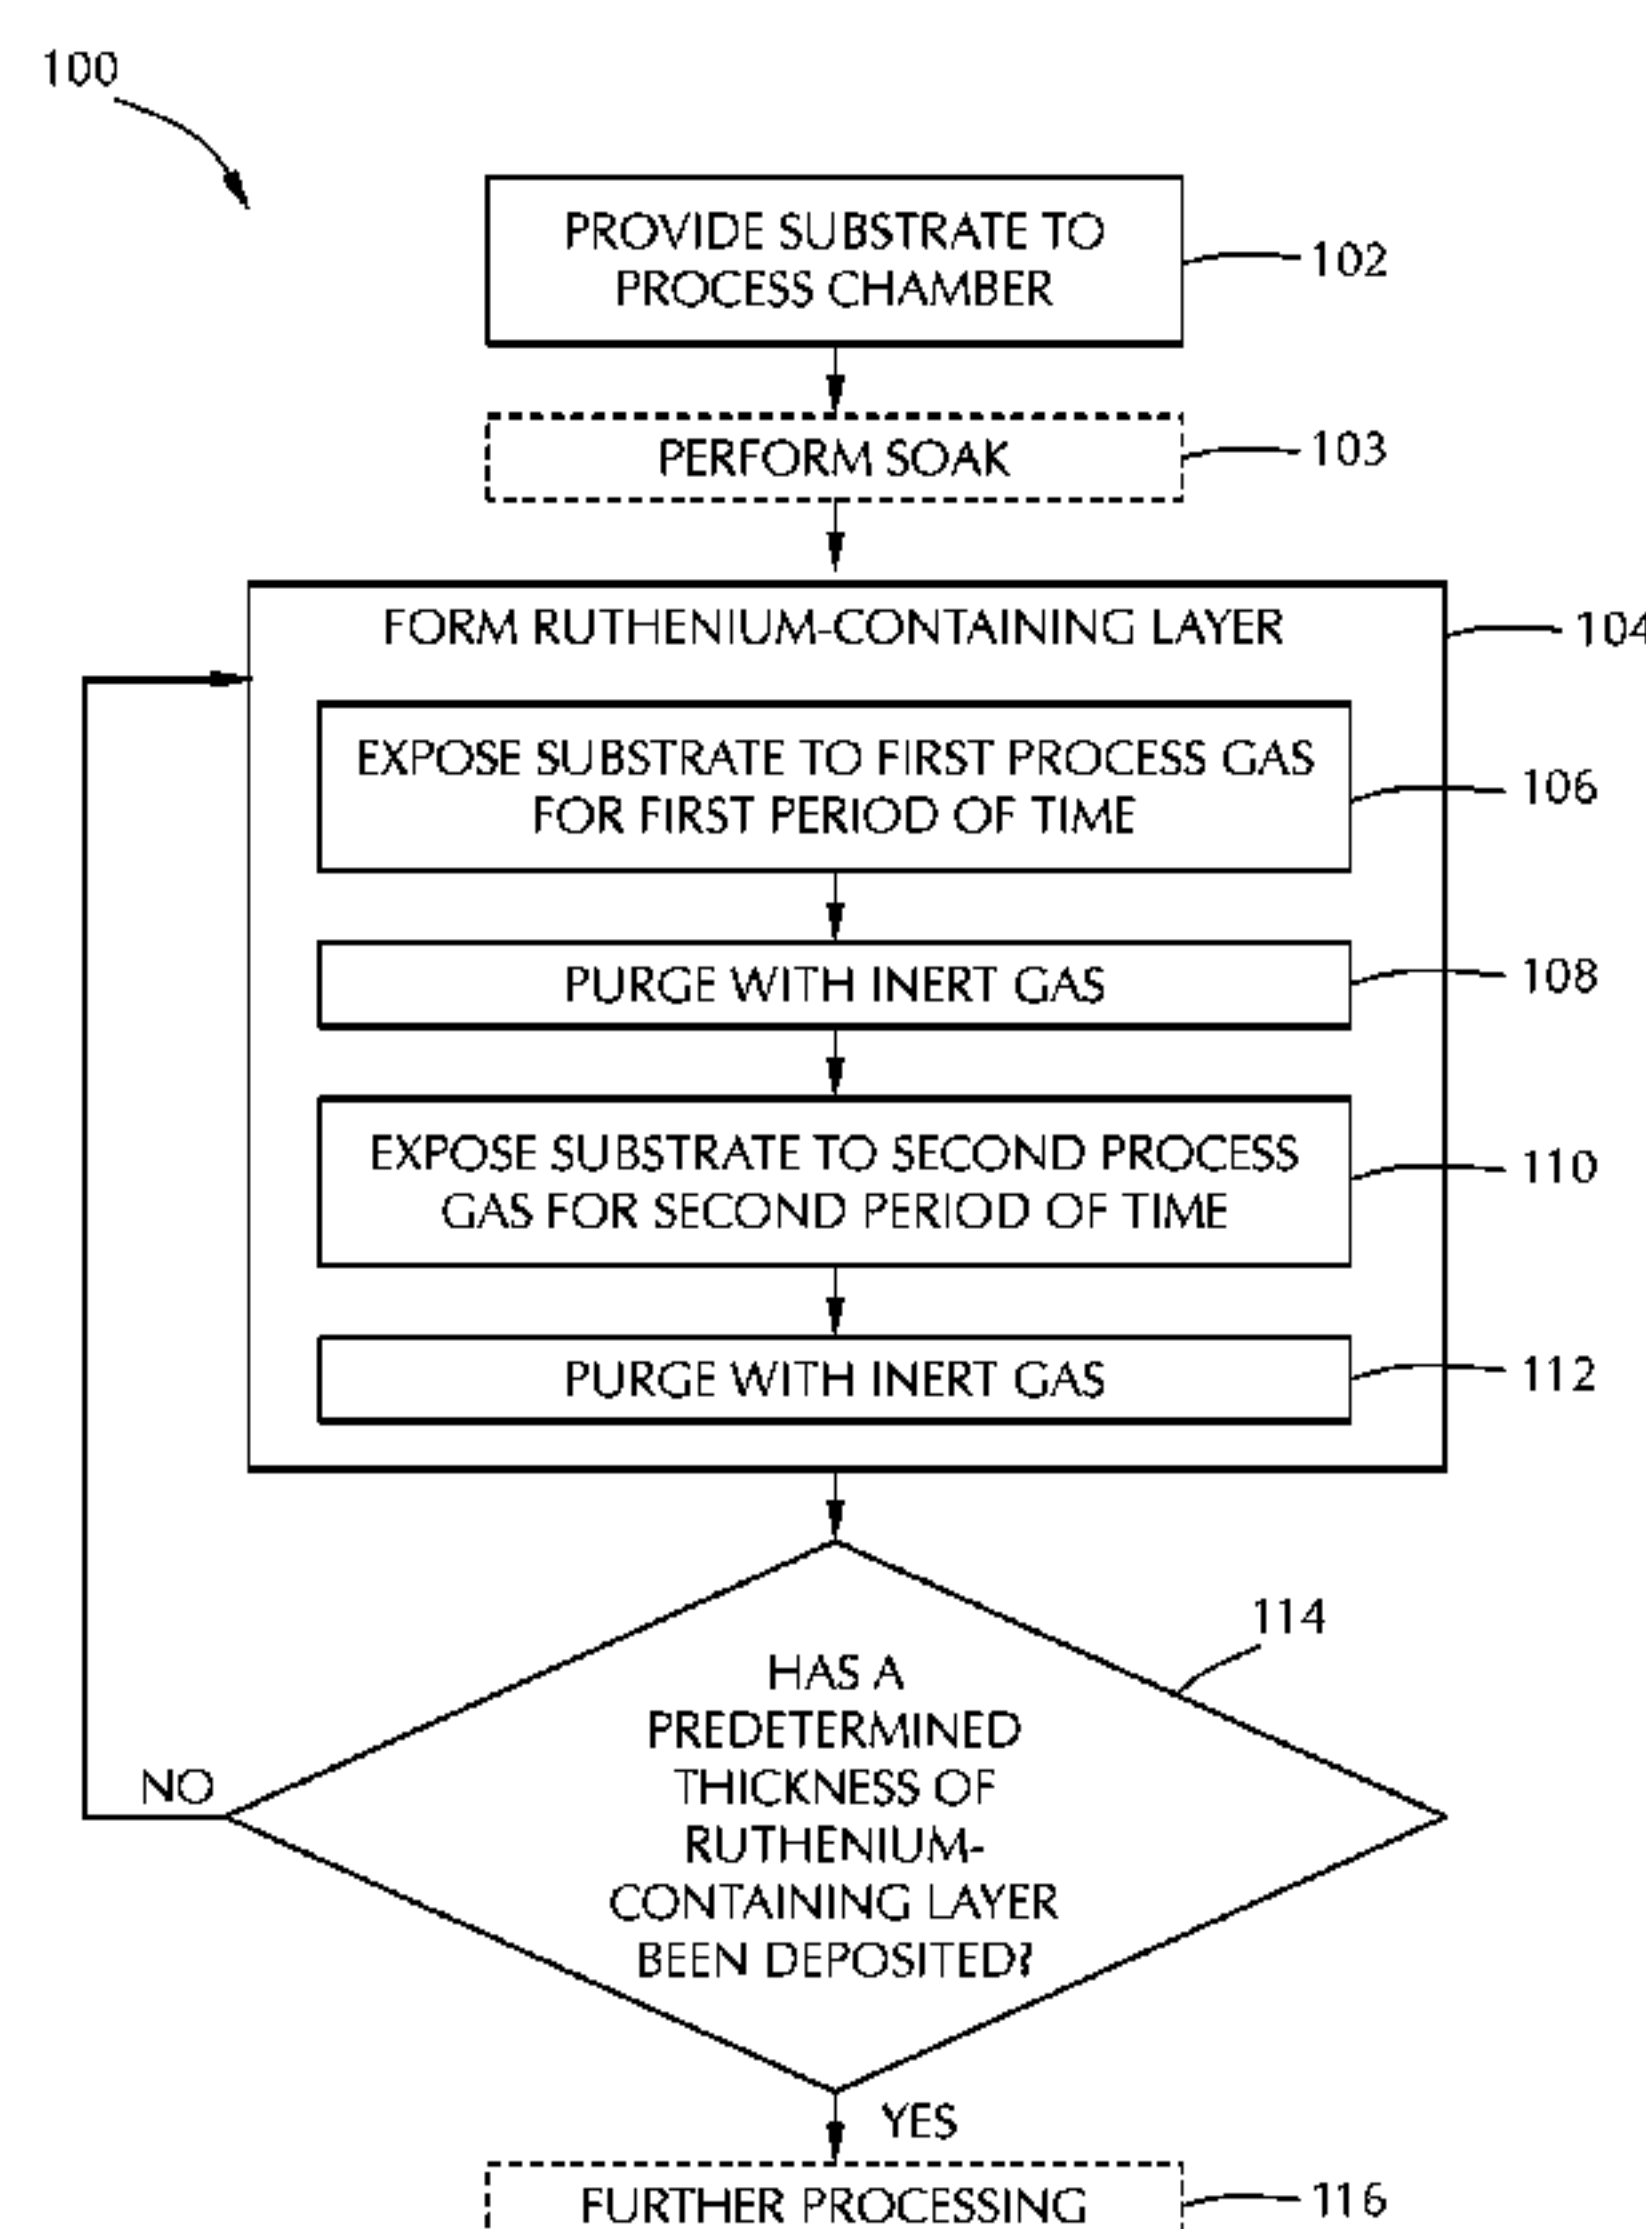 100
PROVIDE SUBSTRATE TO
PROCESS CHAMBER
102
PERFORM SOAK
103
FORM RUTHENIUM-CONTAINING LAYER
104
EXPOSE SUBSTRATE TO FIRST PROCESS GAS
FOR FIRST PERIOD OF TIME
106
PURGE WITH INERT GAS
108
EXPOSE SUBSTRATE TO SECOND PROCESS
GAS FOR SECOND PERIOD OF TIME
110
PURGE WITH INERT GAS
112
114
HAS A
PREDETERMINED
THICKNESS OF
RUTHENIUM-
CONTAINING LAYER
BEEN DEPOSITED?
NO
YES
FURTHER PROCESSING
116